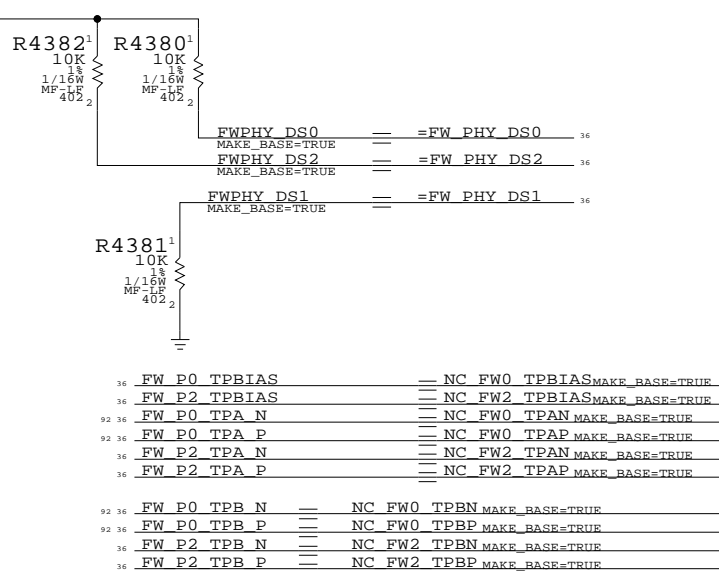 R4382 1
10K
1%
1/16W
MF-LF
402 2
R4380 1
10K
1%
1/16W
MF-LF
402 2
FWPHY_DS0 =FW_PHY_DS0 36
MAKE_BASE=TRUE
FWPHY_DS2 =FW_PHY_DS2 36
MAKE_BASE=TRUE
FWPHY_DS1 =FW_PHY_DS1 36
MAKE_BASE=TRUE
R4381 1
10K
1%
1/16W
MF-LF
402 2
36 FW_P0_TPBIAS NC_FW0_TPBIAS MAKE_BASE=TRUE
36 FW_P2_TPBIAS NC_FW2_TPBIAS MAKE_BASE=TRUE
92 36 FW_P0_TPA_N NC_FW0_TPAN MAKE_BASE=TRUE
92 36 FW_P0_TPA_P NC_FW0_TPAP MAKE_BASE=TRUE
36 FW_P2_TPA_N NC_FW2_TPAN MAKE_BASE=TRUE
36 FW_P2_TPA_P NC_FW2_TPAP MAKE_BASE=TRUE
92 36 FW_P0_TPB_N NC_FW0_TPBN MAKE_BASE=TRUE
92 36 FW_P0_TPB_P NC_FW0_TPBP MAKE_BASE=TRUE
36 FW_P2_TPB_N NC_FW2_TPBN MAKE_BASE=TRUE
36 FW_P2_TPB_P NC_FW2_TPBP MAKE_BASE=TRUE